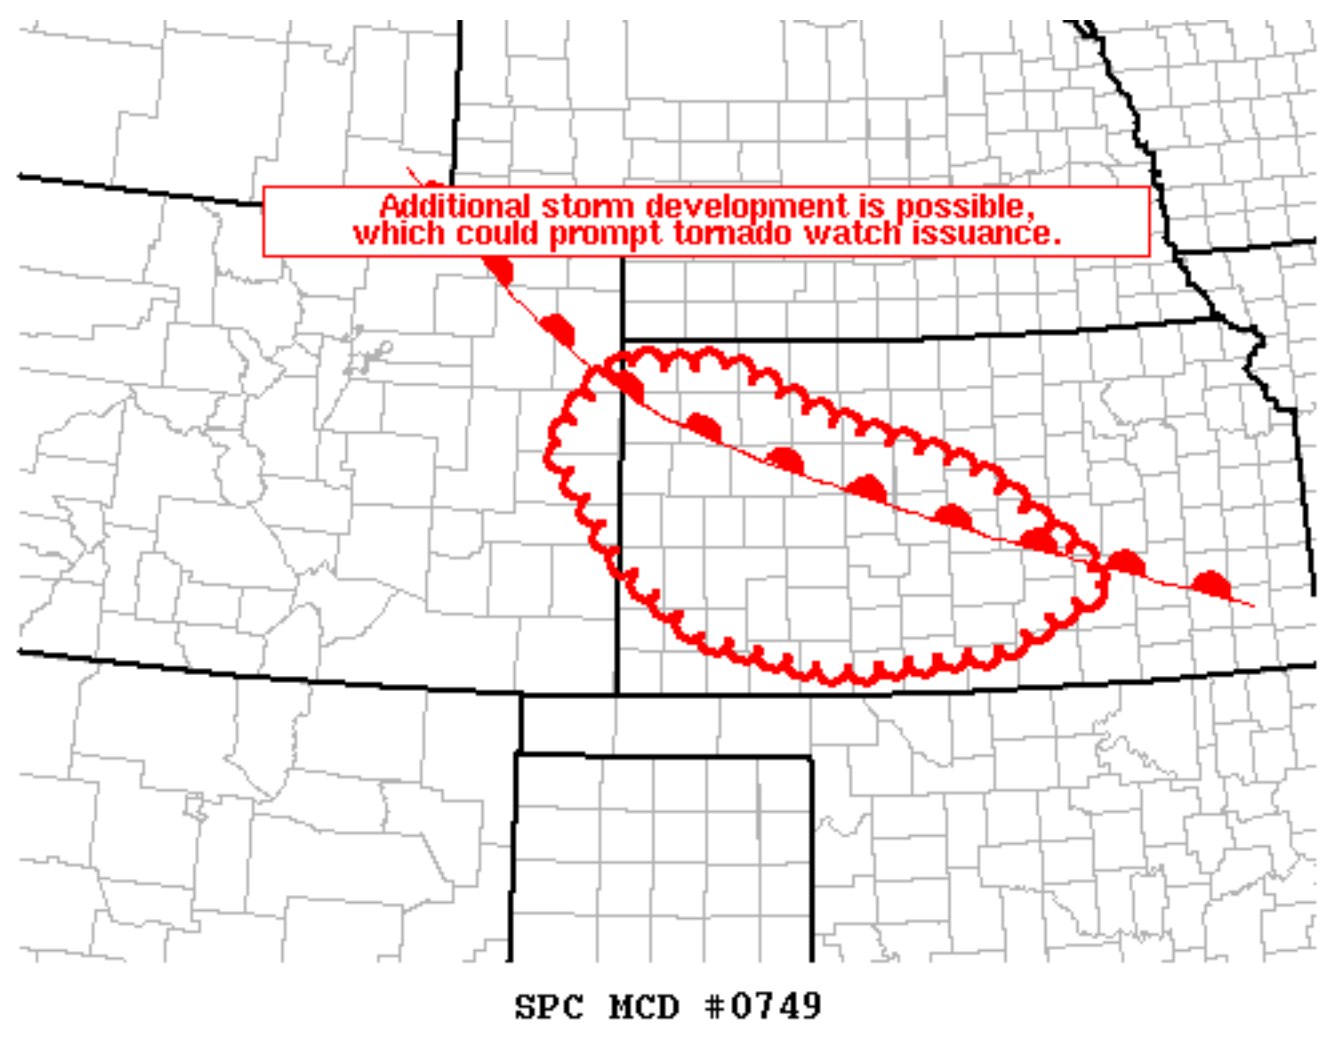 Additional storm development is possible,
which could prompt tornado watch issuance.
SPC MCD #0749